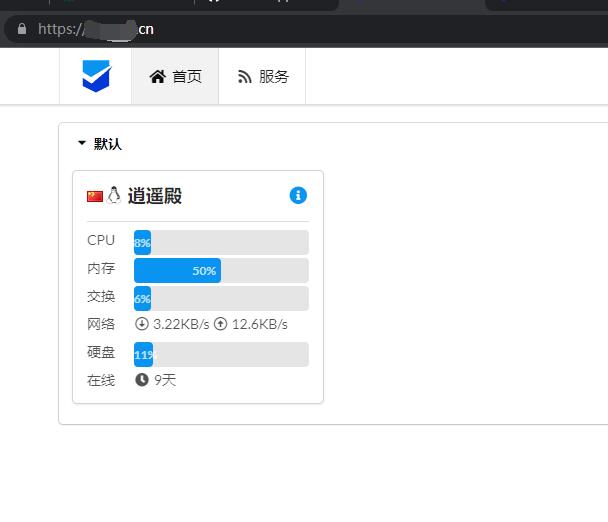 https://
.cn
首页 服务
默认
逍遥殿
CPU 8%
内存 50%
交换 6%
网络 3.22KB/s 12.6KB/s
硬盘 11%
在线 9天